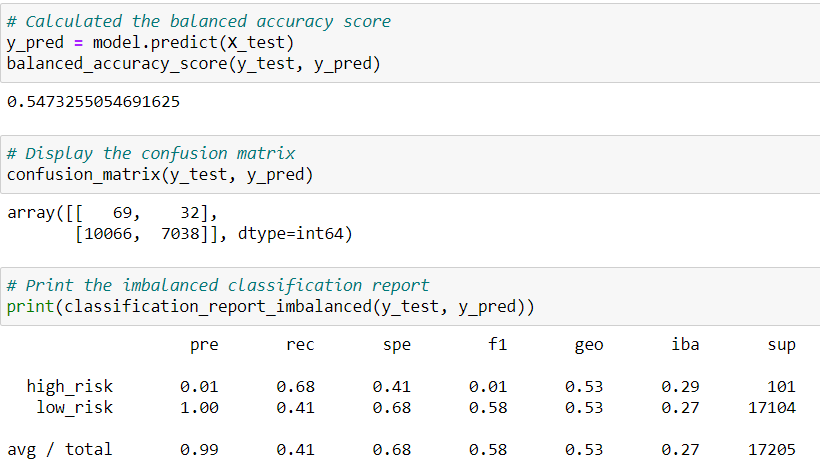 # Calculated the balanced accuracy score
y_pred = model.predict(X_test)
balanced_accuracy_score(y_test, y_pred)
0.5473255054691625
# Display the confusion matrix
confusion_matrix(y_test, y_pred)
array([[   69,    32],
       [10066,  7038]], dtype=int64)
# Print the imbalanced classification report
print(classification_report_imbalanced(y_test, y_pred))
                  pre       rec       spe        f1       geo       iba       sup
  high_risk      0.01      0.68      0.41      0.01      0.53      0.29       101
   low_risk      1.00      0.41      0.68      0.58      0.53      0.27     17104
avg / total      0.99      0.41      0.68      0.58      0.53      0.27     17205